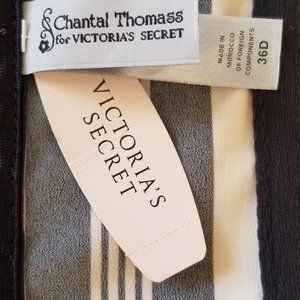 Chantal Thomass
for VICTORIA'S SECRET
MADE IN
MOROCCO
OF FOREIGN
COMPONENTS
36D
VICTORIA'S
SECRET